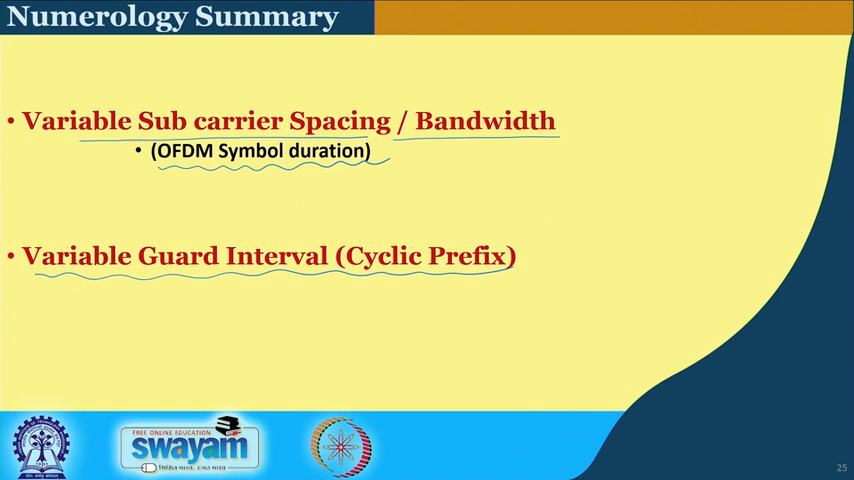 Numerology Summary
• Variable Sub carrier Spacing / Bandwidth
• (OFDM Symbol duration)
• Variable Guard Interval (Cyclic Prefix)
FREE ONLINE EDUCATION
swayam
25